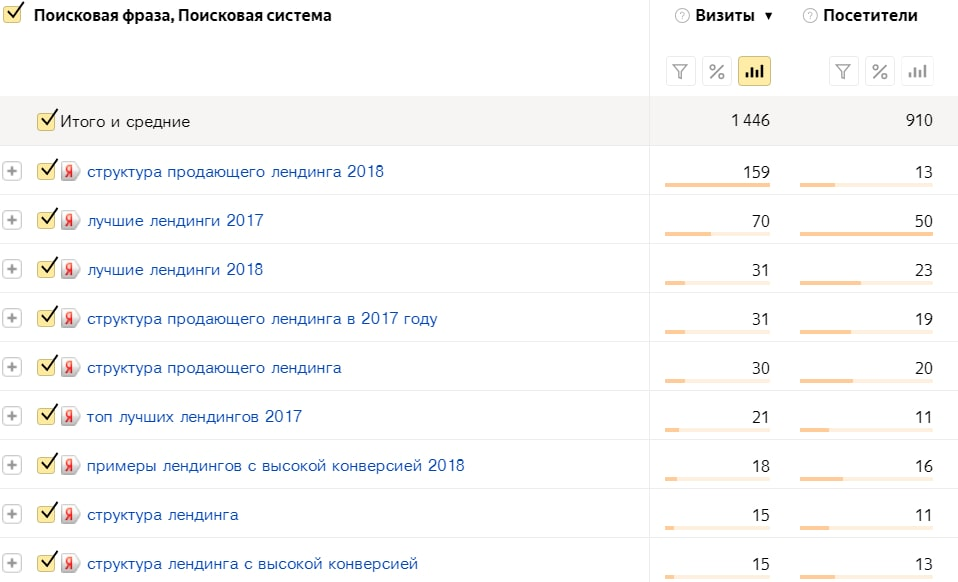 Поисковая фраза, Поисковая система
? Визиты ▼ ? Посетители
% %
Итого и средние 1 446 910
+ Я структура продающего лендинга 2018 159 13
+ Я лучшие лендинги 2017 70 50
+ Я лучшие лендинги 2018 31 23
+ Я структура продающего лендинга в 2017 году 31 19
+ Я структура продающего лендинга 30 20
+ Я топ лучших лендингов 2017 21 11
+ Я примеры лендингов с высокой конверсией 2018 18 16
+ Я структура лендинга 15 11
+ Я структура лендинга с высокой конверсией 15 13